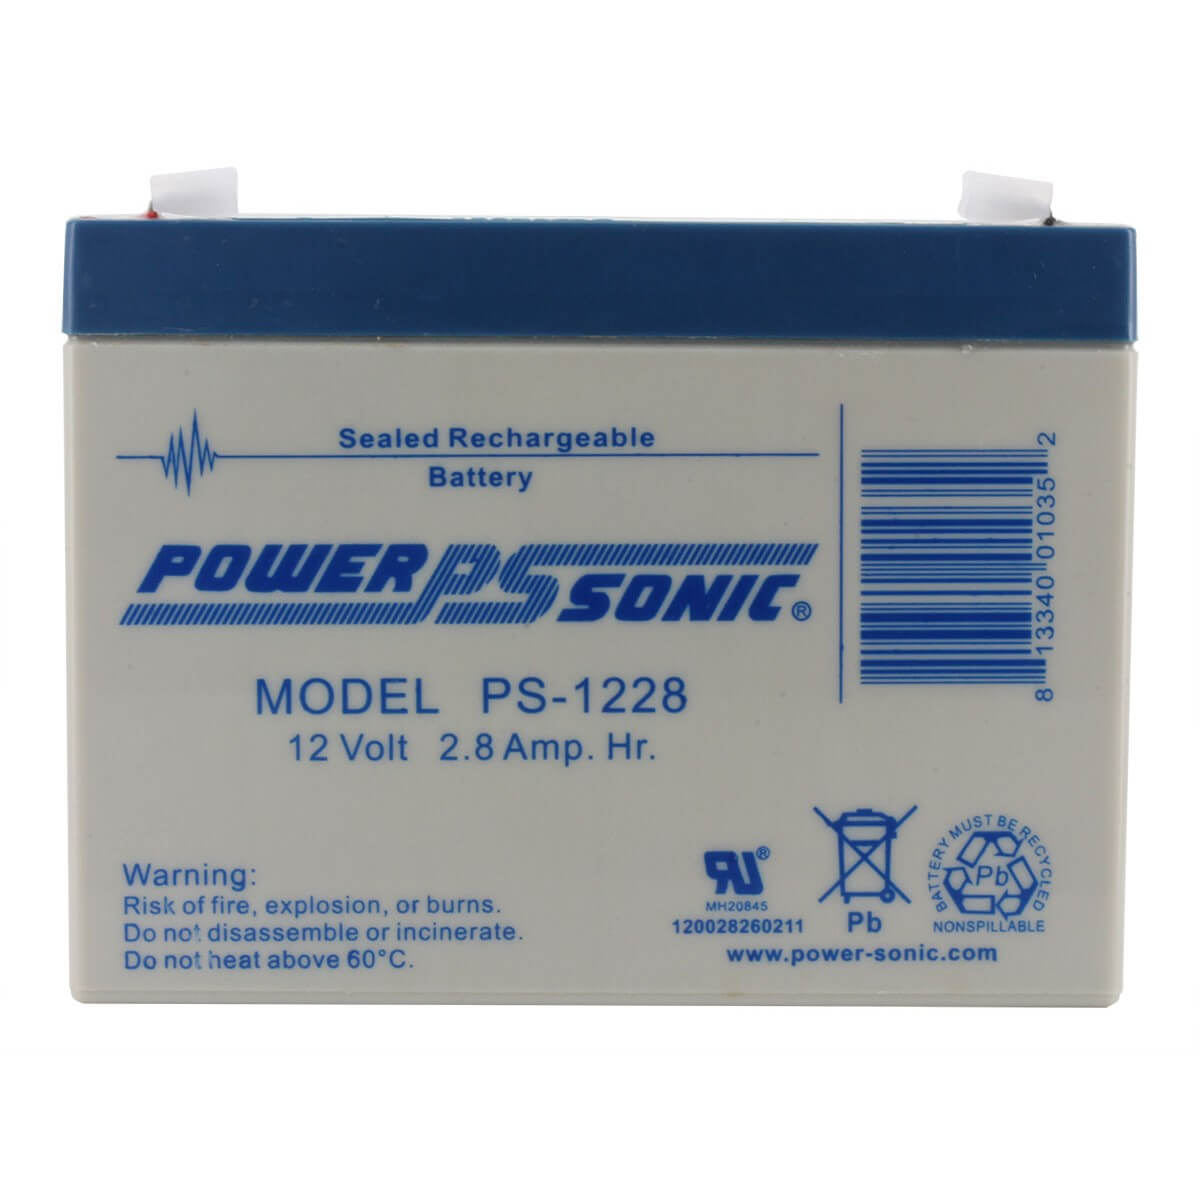 Sealed Rechargeable
Battery
POWER PS SONIC®
MODEL PS-1228
12 Volt 2.8 Amp. Hr.
8 13340 01035 2
Warning:
Risk of fire, explosion, or burns.
Do not disassemble or incinerate.
Do not heat above 60°C.
RU®
MH20845
120028260211
Pb
BATTERY MUST BE RECYCLED
Pb
NONSPILLABLE
www.power-sonic.com